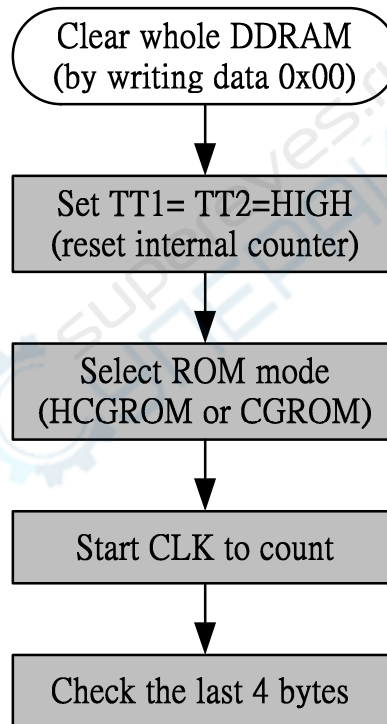 Clear whole DDRAM
(by writing data 0x00)
Set TT1= TT2=HIGH
(reset internal counter)
Select ROM mode
(HCGROM or CGROM)
Start CLK to count
Check the last 4 bytes